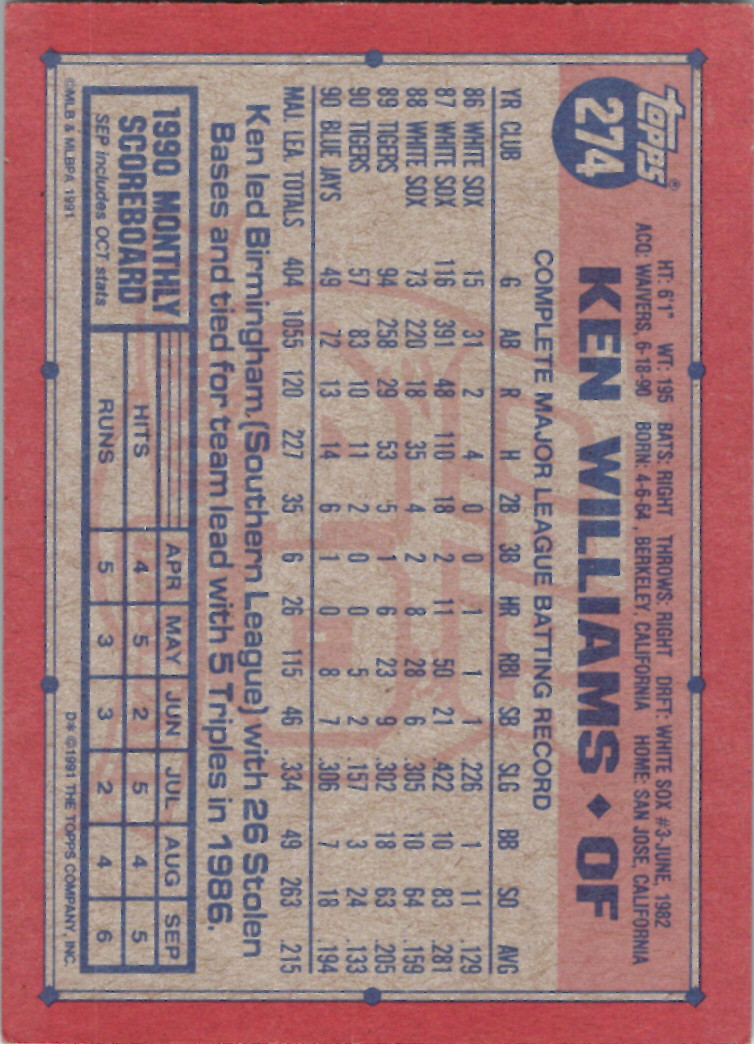 TOPPS®
274
HT: 6'1" WT: 195 BATS: RIGHT THROWS: RIGHT DRFT: WHITE SOX #3-JUNE, 1982
ACQ: WAIVERS, 6-18-90 BORN: 4-6-64, BERKELEY, CALIFORNIA HOME: SAN JOSE, CALIFORNIA
KEN WILLIAMS ♦ OF
COMPLETE MAJOR LEAGUE BATTING RECORD
YR CLUB G AB R H 2B 3B HR RBI SB SLG BB SO AVG
86 WHITE SOX 15 31 2 4 0 0 1 1 1 .226 1 11 .129
87 WHITE SOX 116 391 48 110 18 2 11 50 21 .422 10 83 .281
88 WHITE SOX 73 220 18 35 4 2 8 28 6 .305 10 64 .159
89 TIGERS 94 258 29 53 5 1 6 23 9 .302 18 63 .205
90 TIGERS 57 83 10 11 2 0 0 5 2 .157 3 24 .133
90 BLUE JAYS 49 72 13 14 6 1 0 8 7 .306 7 18 .194
MAJ. LEA. TOTALS 404 1055 120 227 35 6 26 115 46 .334 49 263 .215
Ken led Birmingham (Southern League) with 26 Stolen
Bases and tied for team lead with 5 Triples in 1986.
1990 MONTHLY
SCOREBOARD
SEP includes OCT stats
APR MAY JUN JUL AUG SEP
HITS 4 5 2 5 4 5
RUNS 5 3 3 2 4 6
©MLB & MLBPA 1991
D* ©1991 THE TOPPS COMPANY, INC.